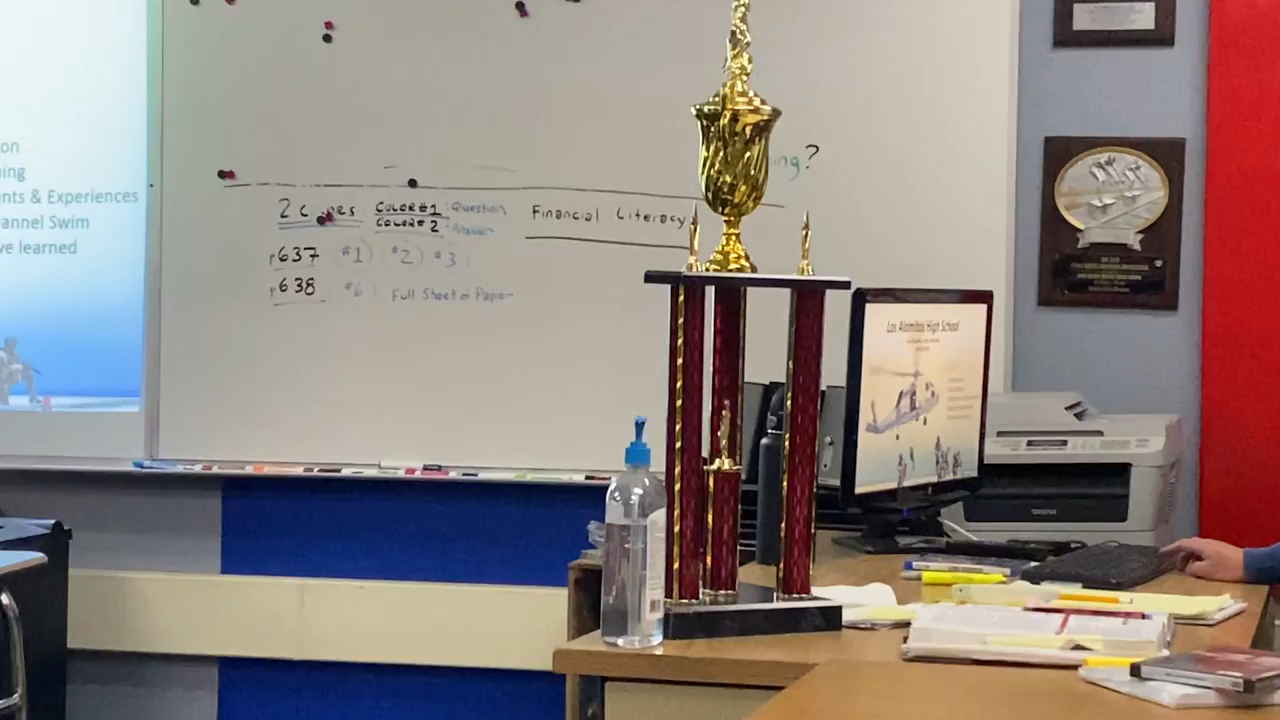 on
ing
nts & Experiences
annel Swim
ve learned
ing?
2 C
COLOR #1 : Question
COLOR #2 : Answer
Financial Literacy
p637 #1) #2) #3
p638 #6) Full Sheet of Paper
Los Alamitos High School
brother